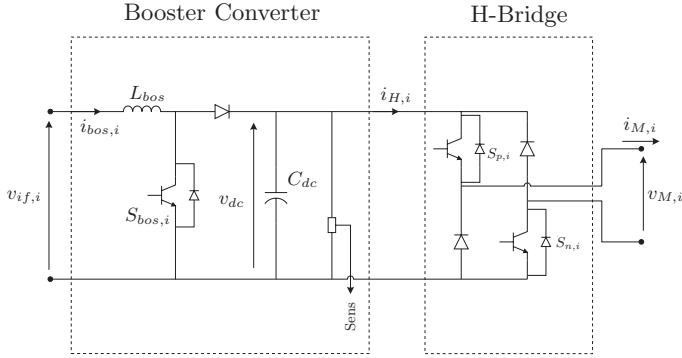 Booster Converter
H-Bridge
L_{bos}
i_{bos,i}
i_{H,i}
i_{M,i}
v_{if,i}
S_{bos,i}
v_{dc}
C_{dc}
S_{p,i}
v_{M,i}
S_{n,i}
Sens